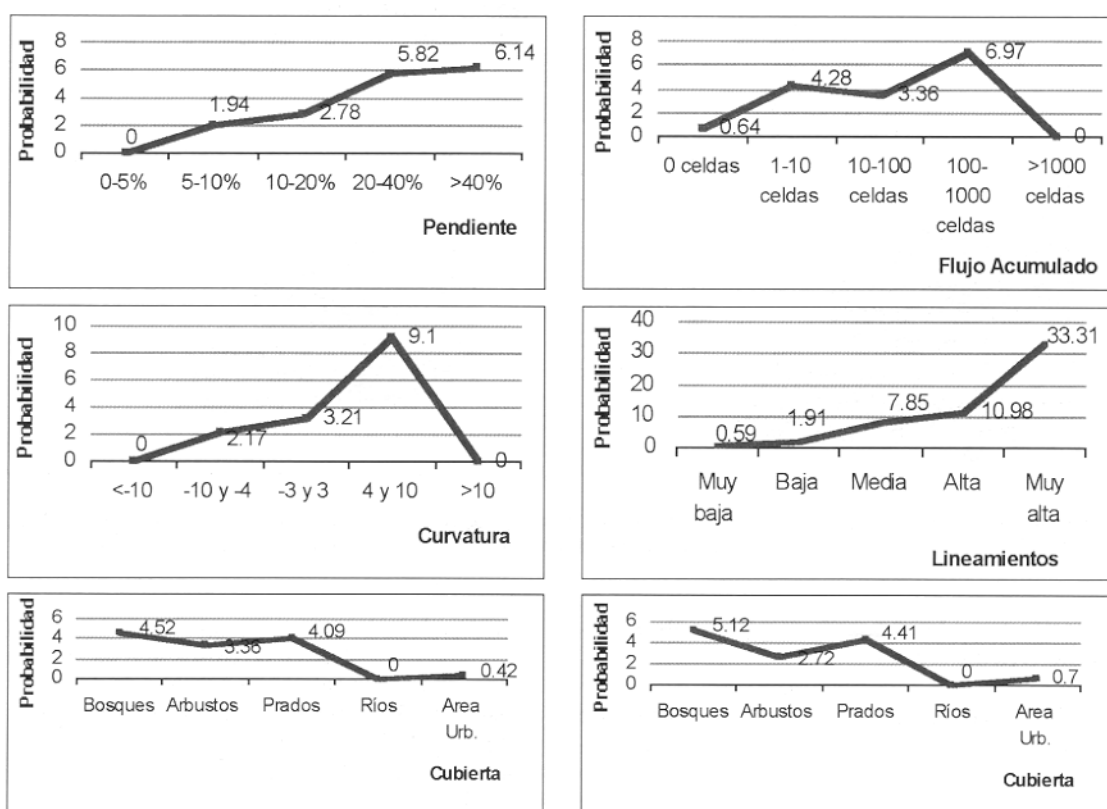 Probabilidad
8
6
4
2
0
0
1.94
2.78
5.82
6.14
0-5%
5-10%
10-20%
20-40%
>40%
Pendiente
Probabilidad
8
6
4
2
0
0.64
4.28
3.36
6.97
0
0 celdas
1-10
celdas
10-100
celdas
100-
1000
celdas
>1000
celdas
Flujo Acumulado
Probabilidad
10
8
6
4
2
0
0
2.17
3.21
9.1
0
<-10
-10 y -4
-3 y 3
4 y 10
>10
Curvatura
Probabilidad
40
30
20
10
0
0.59
1.91
7.85
10.98
33.31
Muy
baja
Baja
Media
Alta
Muy
alta
Lineamientos
Probabilidad
6
4
2
0
4.52
3.36
4.09
0
0.42
Bosques
Arbustos
Prados
Ríos
Area
Urb.
Cubierta
Probabilidad
6
4
2
0
5.12
2.72
4.41
0
0.7
Bosques
Arbustos
Prados
Ríos
Area
Urb.
Cubierta